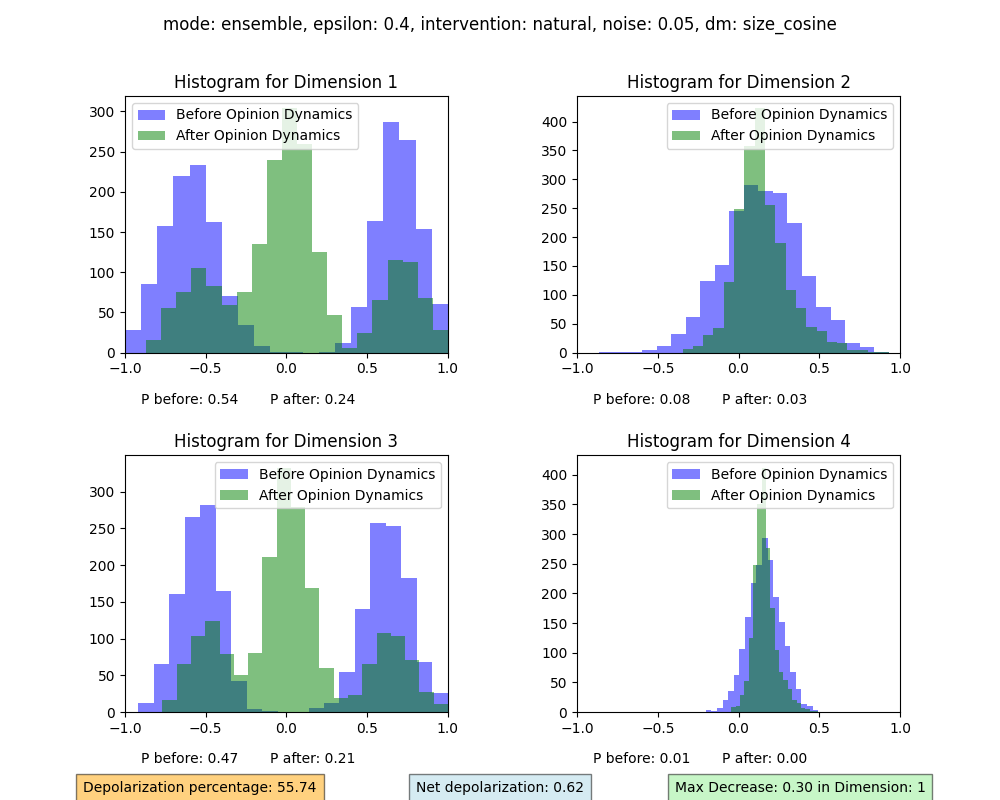 mode: ensemble, epsilon: 0.4, intervention: natural, noise: 0.05, dm: size_cosine
Histogram for Dimension 1
Before Opinion Dynamics
After Opinion Dynamics
300
250
200
150
100
50
0
−1.0 −0.5 0.0 0.5 1.0
P before: 0.54 P after: 0.24
Histogram for Dimension 2
Before Opinion Dynamics
After Opinion Dynamics
400
350
300
250
200
150
100
50
0
−1.0 −0.5 0.0 0.5 1.0
P before: 0.08 P after: 0.03
Histogram for Dimension 3
Before Opinion Dynamics
After Opinion Dynamics
300
250
200
150
100
50
0
−1.0 −0.5 0.0 0.5 1.0
P before: 0.47 P after: 0.21
Histogram for Dimension 4
Before Opinion Dynamics
After Opinion Dynamics
400
350
300
250
200
150
100
50
0
−1.0 −0.5 0.0 0.5 1.0
P before: 0.01 P after: 0.00
Depolarization percentage: 55.74
Net depolarization: 0.62
Max Decrease: 0.30 in Dimension: 1